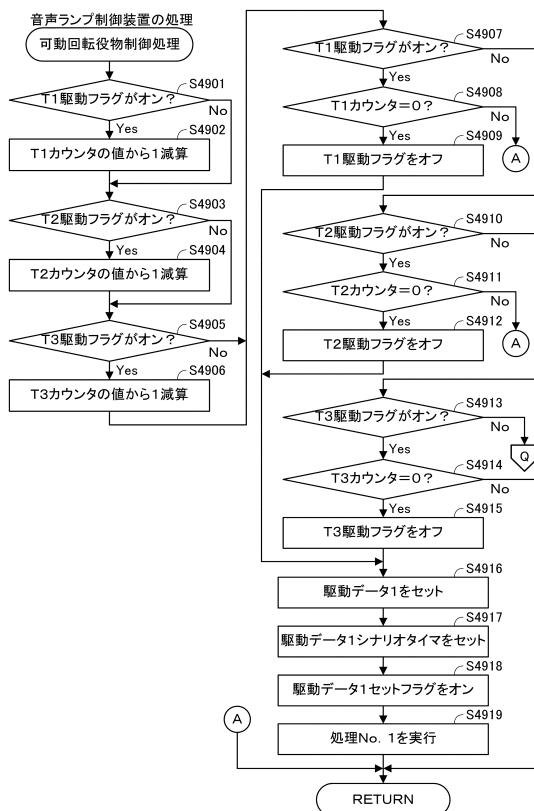 音声ランプ制御装置の処理
可動回転役物制御処理
S4901
T1駆動フラグがオン?
No
Yes
S4902
T1カウンタの値から1減算
S4903
T2駆動フラグがオン?
No
Yes
S4904
T2カウンタの値から1減算
S4905
T3駆動フラグがオン?
No
Yes
S4906
T3カウンタの値から1減算
S4907
T1駆動フラグがオン?
No
Yes
S4908
T1カウンタ=0?
No
Yes
A
S4909
T1駆動フラグをオフ
S4910
T2駆動フラグがオン?
No
Yes
S4911
T2カウンタ=0?
No
Yes
A
S4912
T2駆動フラグをオフ
S4913
T3駆動フラグがオン?
No
Yes
Q
S4914
T3カウンタ=0?
No
Yes
S4915
T3駆動フラグをオフ
S4916
駆動データ1をセット
S4917
駆動データ1シナリオタイマをセット
S4918
駆動データ1セットフラグをオン
S4919
処理No. 1を実行
A
RETURN